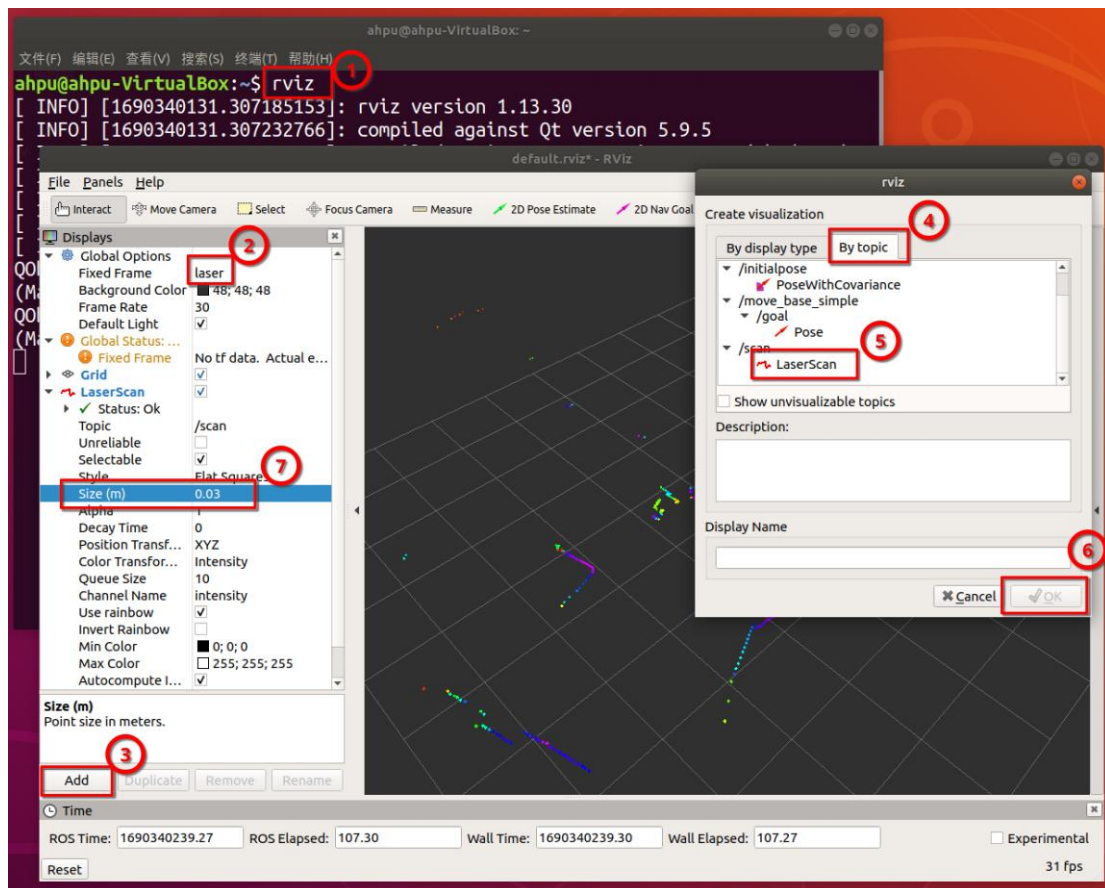 ahpu@ahpu-VirtualBox: ~
文件(F) 编辑(E) 查看(V) 搜索(S) 终端(T) 帮助(H)
1
ahpu@ahpu-VirtualBox:~$ rviz
[ INFO] [1690340131.307185153]: rviz version 1.13.30
[ INFO] [1690340131.307232766]: compiled against Qt version 5.9.5
default.rviz* - RViz
File Panels Help
Interact Move Camera Select Focus Camera Measure 2D Pose Estimate 2D Nav Goal
Displays
2
Global Options
Fixed Frame laser
Background Color 48; 48; 48
Frame Rate 30
Default Light
Global Status: ...
Fixed Frame No tf data. Actual e...
Grid
LaserScan
Status: Ok
Topic /scan
Unreliable
Selectable
7
Style Flat Squares
Size (m) 0.03
Alpha 1
Decay Time 0
Position Transf... XYZ
Color Transfor... Intensity
Queue Size 10
Channel Name intensity
Use rainbow
Invert Rainbow
Min Color 0; 0; 0
Max Color 255; 255; 255
Autocompute I...
Size (m)
Point size in meters.
3
Add Duplicate Remove Rename
rviz
Create visualization
4
By display type By topic
/initialpose
PoseWithCovariance
/move_base_simple
/goal
Pose
5
/scan
LaserScan
Show unvisualizable topics
Description:
Display Name
6
Cancel OK
Time
ROS Time: 1690340239.27 ROS Elapsed: 107.30 Wall Time: 1690340239.30 Wall Elapsed: 107.27 Experimental
Reset 31 fps